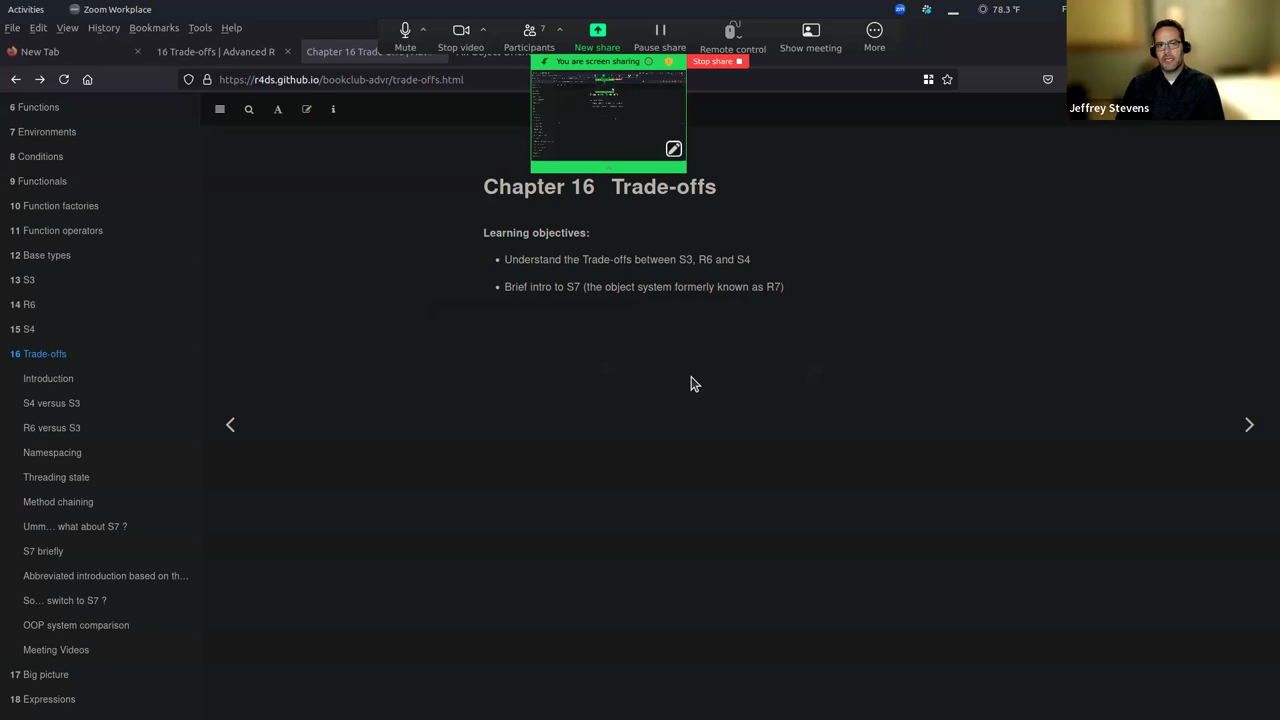 Activities
Zoom Workplace
zm
78.3 °F
File Edit View History Bookmarks Tools Help
Mute
Stop video
Participants
7
New share
Pause share
Remote control
Show meeting
More
New Tab
16 Trade-offs | Advanced R
Chapter 16 Trade-offs | Adv
You are screen sharing
Stop share
https://r4ds.github.io/bookclub-advr/trade-offs.html
Jeffrey Stevens
6 Functions
7 Environments
8 Conditions
9 Functionals
10 Function factories
11 Function operators
12 Base types
13 S3
14 R6
15 S4
16 Trade-offs
Introduction
S4 versus S3
R6 versus S3
Namespacing
Threading state
Method chaining
Umm... what about S7 ?
S7 briefly
Abbreviated introduction based on th...
So... switch to S7 ?
OOP system comparison
Meeting Videos
17 Big picture
18 Expressions
Chapter 16 Trade-offs
Learning objectives:
• Understand the Trade-offs between S3, R6 and S4
• Brief intro to S7 (the object system formerly known as R7)